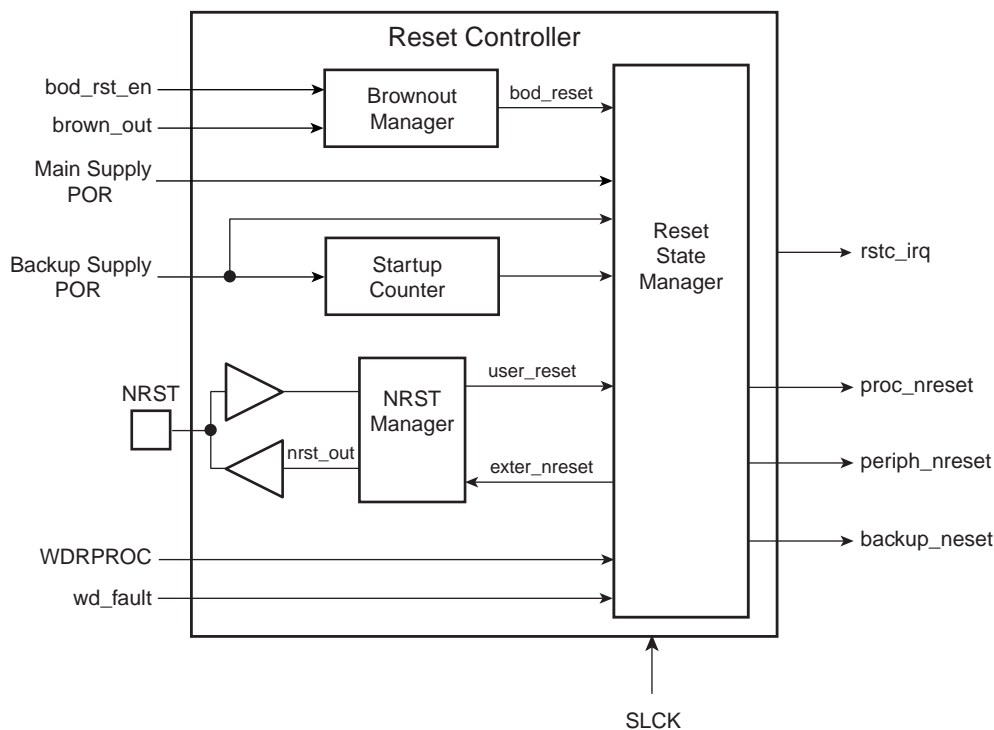 Reset Controller
bod_rst_en
brown_out
Brownout
Manager
bod_reset
Main Supply
POR
Backup Supply
POR
Startup
Counter
Reset
State
Manager
rstc_irq
NRST
NRST
Manager
user_reset
nrst_out
exter_nreset
proc_nreset
periph_nreset
backup_neset
WDRPROC
wd_fault
SLCK